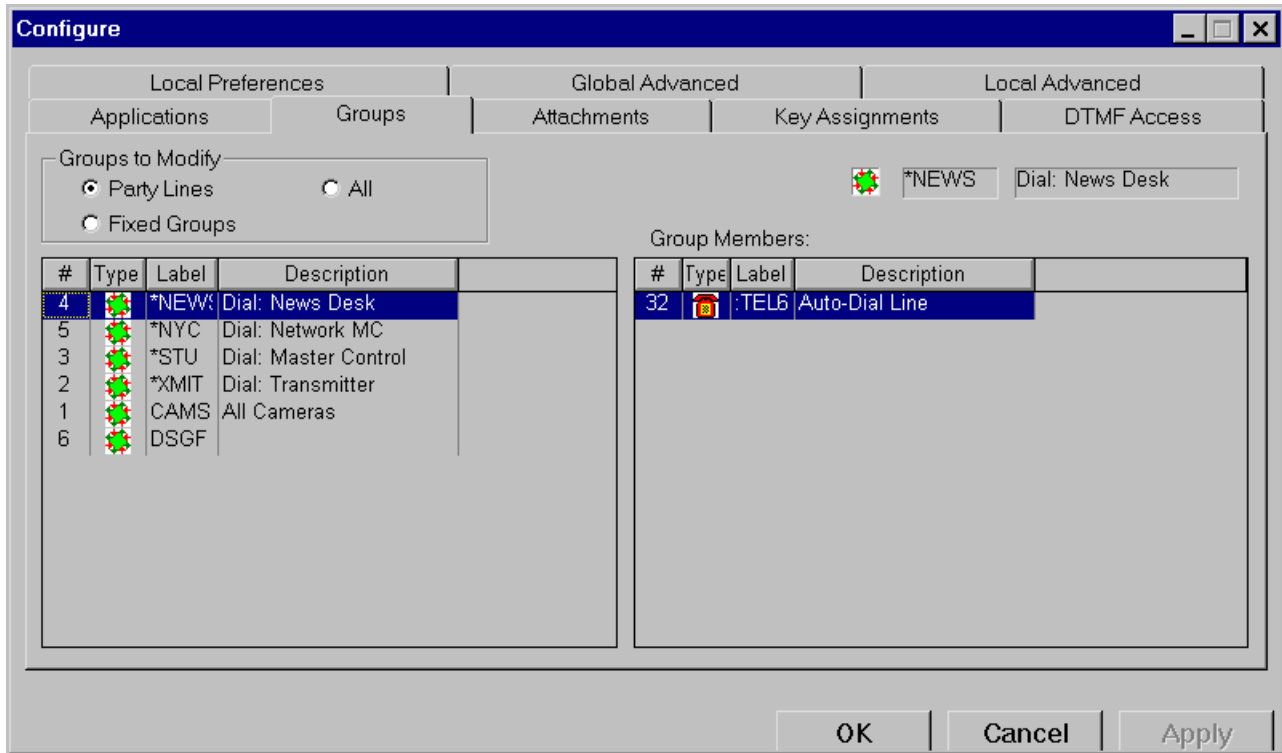 Configure
Local Preferences Global Advanced Local Advanced
Applications Groups Attachments Key Assignments DTMF Access
Groups to Modify
Party Lines All
Fixed Groups
*NEWS Dial: News Desk
Group Members:
# Type Label Description
4 *NEWS Dial: News Desk
5 *NYC Dial: Network MC
3 *STU Dial: Master Control
2 *XMIT Dial: Transmitter
1 CAMS All Cameras
6 DSGF
# Type Label Description
32 :TEL6 Auto-Dial Line
OK Cancel Apply